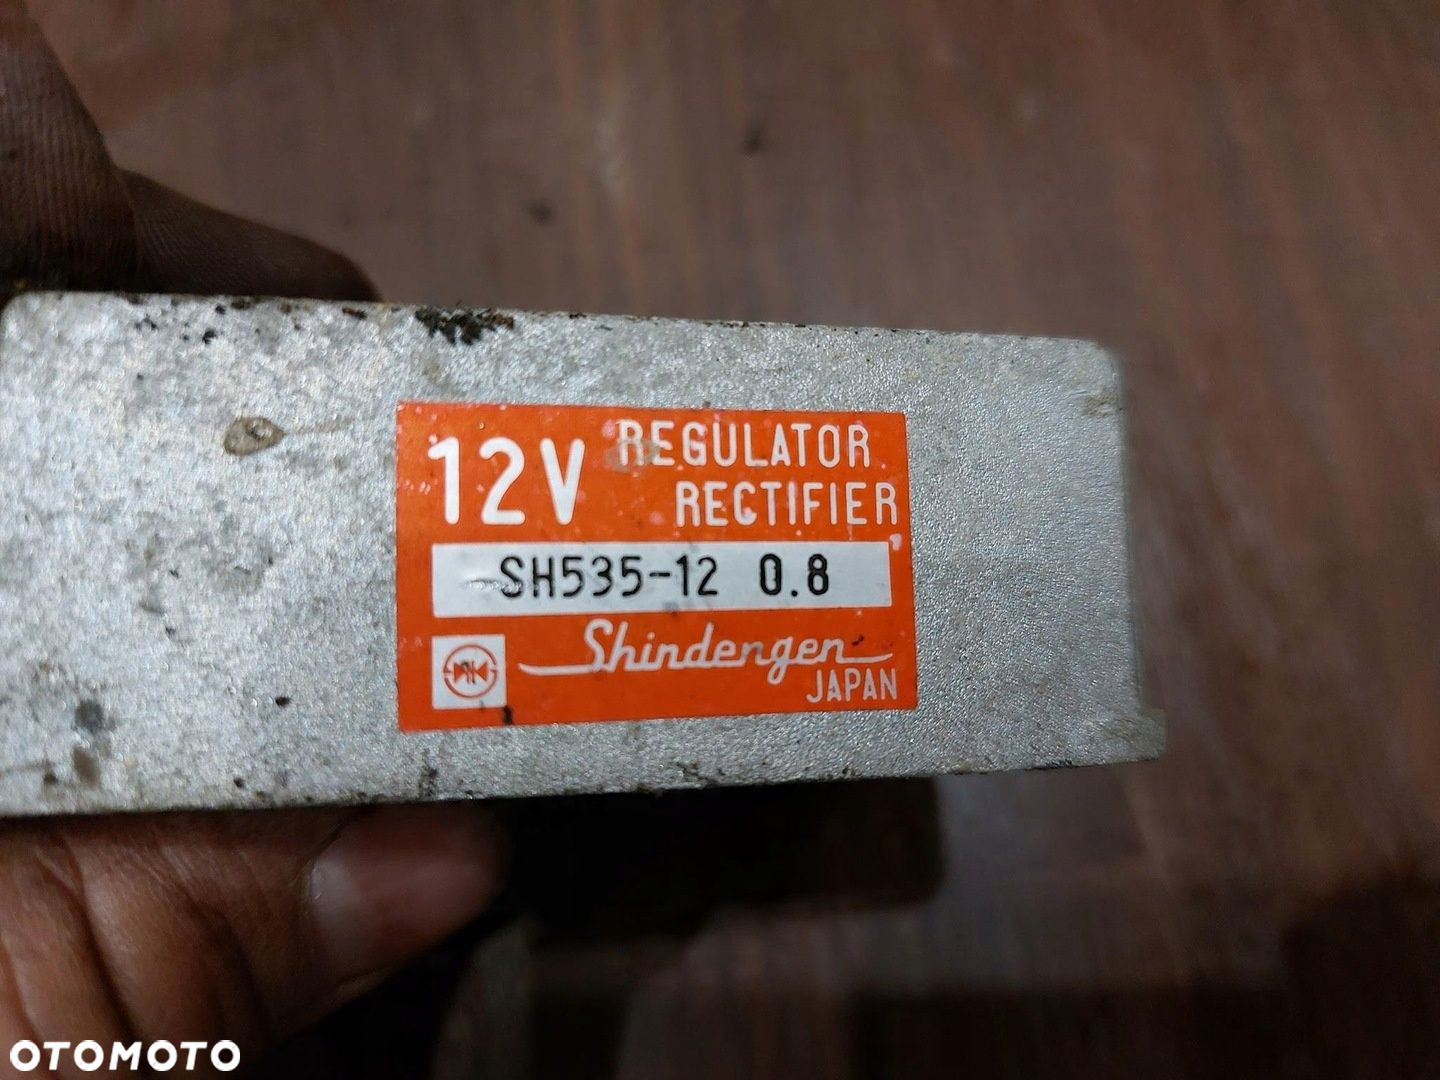 12V REGULATOR
RECTIFIER
SH535-12 0.8
Shindengen
JAPAN
OTOMOTO